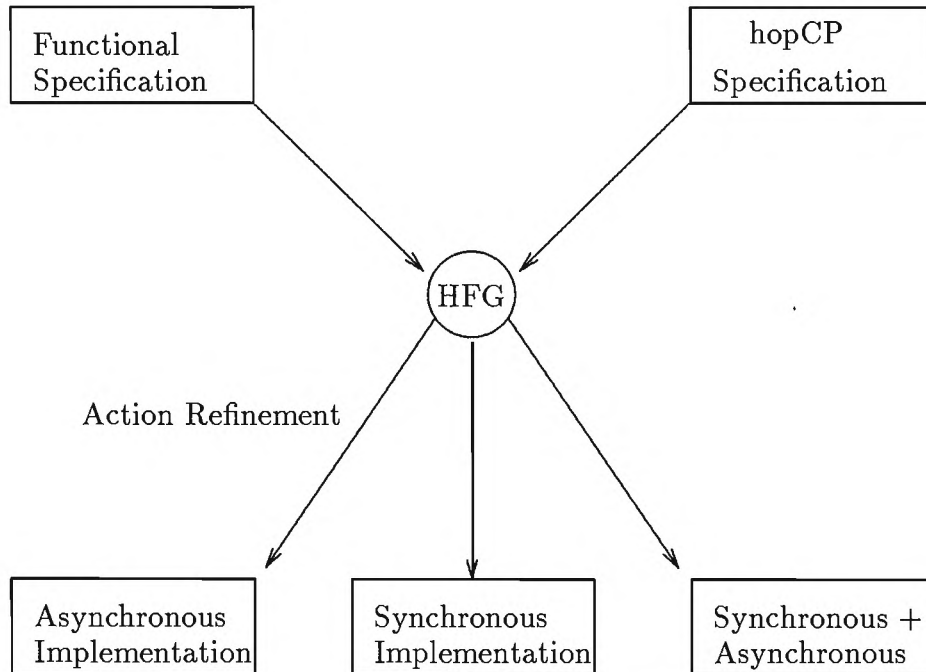 Functional
Specification
hopCP
Specification
HFG
Action Refinement
Asynchronous
Implementation
Synchronous
Implementation
Synchronous +
Asynchronous